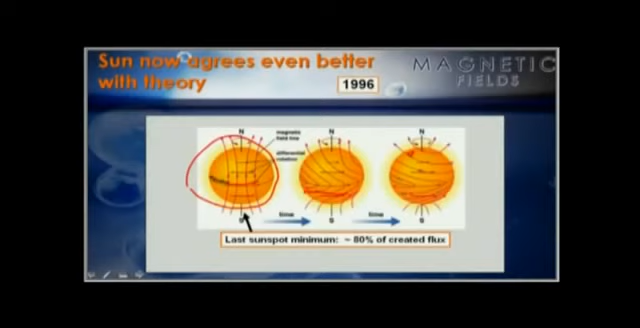 Sun now agrees even better
with theory
1996
MAGNETIC
FIELDS
N
N
N
magnetic
field line
differential
rotation
S
S
S
time
time
Last sunspot minimum: ~ 80% of created flux